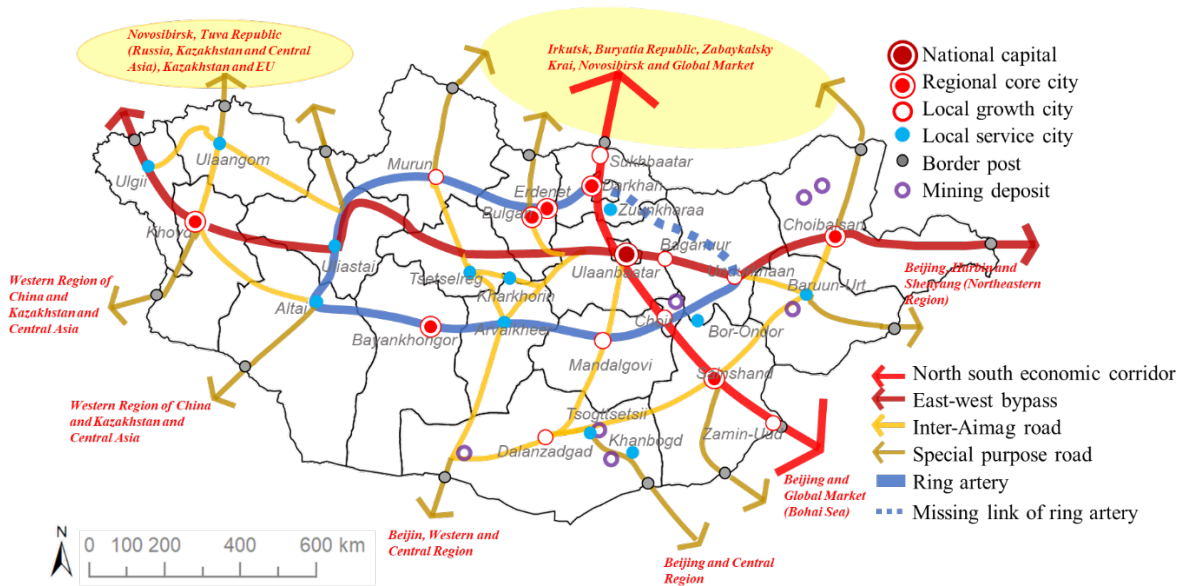 Novosibirsk, Tuva Republic
(Russia, Kazakhstan and Central
Asia), Kazakhstan and EU
Irkutsk, Buryatia Republic, Zabaykalsky
Krai, Novosibirsk and Global Market
National capital
Regional core city
Local growth city
Local service city
Border post
Mining deposit
Ulaangom
Ulgii
Murun
Sukhbaatar
Erdenet
Darkhan
Bulgan
Zuunkharaa
Khovd
Choibalsan
Uliastai
Tsetselreg
Kharkhorin
Ulaanbaatar
Baganuur
Undurkhaan
Baruun-Urt
Beijing, Harbin and
Shenyang (Northeastern
Region)
Western Region of
China and
Kazakhstan and
Central Asia
Altai
Bayankhongor
Arvaikheer
Mandalgovi
Choir
Bor-Ondor
Western Region of China
and Kazakhstan and
Central Asia
Sainshand
Tsogttsetsii
Dalanzadgad
Khanbogd
Zamin-Uud
North south economic corridor
East-west bypass
Inter-Aimag road
Special purpose road
Ring artery
Missing link of ring artery
Beijing and
Global Market
(Bohai Sea)
Beijin, Western and
Central Region
Beijing and Central
Region
N
0 100 200 400 600 km